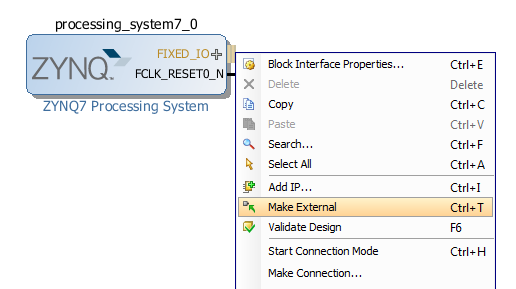 processing_system7_0
FIXED_IO
ZYNQ
FCLK_RESET0_N
ZYNQ7 Processing System
Block Interface Properties... Ctrl+E
Delete Delete
Copy Ctrl+C
Paste Ctrl+V
Search... Ctrl+F
Select All Ctrl+A
Add IP... Ctrl+I
Make External Ctrl+T
Validate Design F6
Start Connection Mode Ctrl+H
Make Connection...